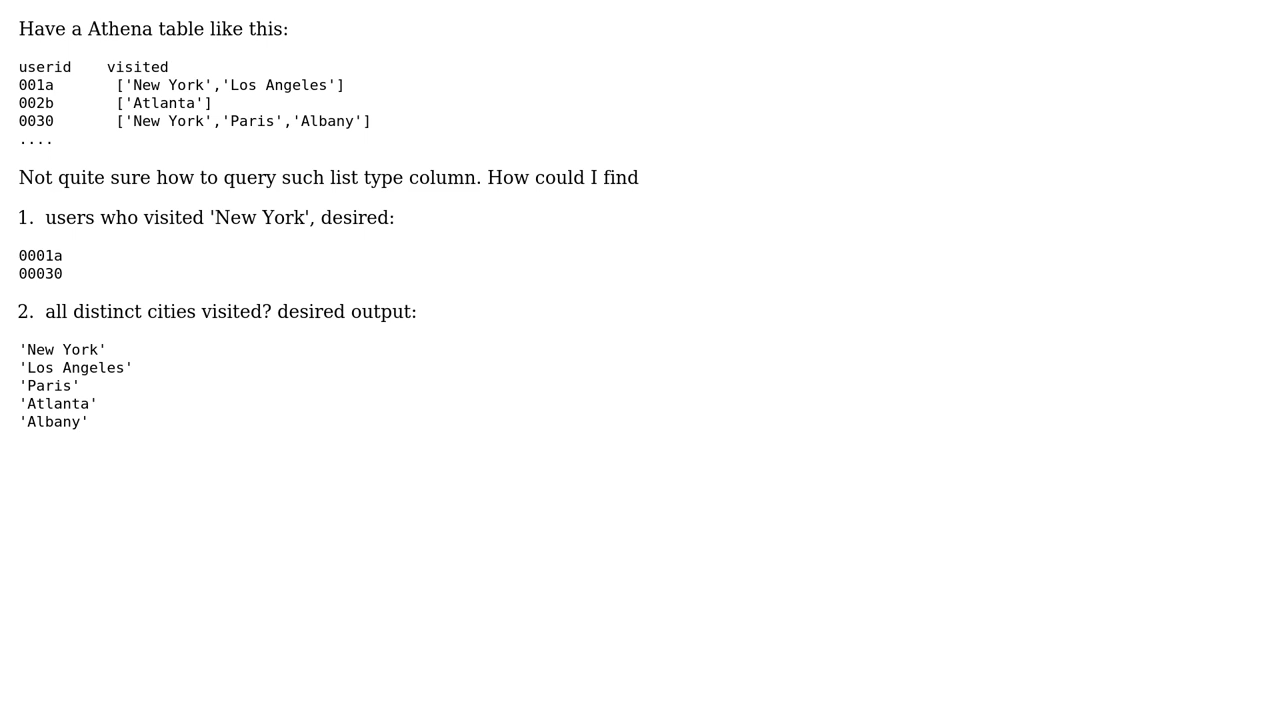 Have a Athena table like this:
userid    visited
001a       ['New York','Los Angeles']
002b       ['Atlanta']
0030       ['New York','Paris','Albany']
....
Not quite sure how to query such list type column. How could I find
1. users who visited 'New York', desired:
0001a
00030
2. all distinct cities visited? desired output:
'New York'
'Los Angeles'
'Paris'
'Atlanta'
'Albany'